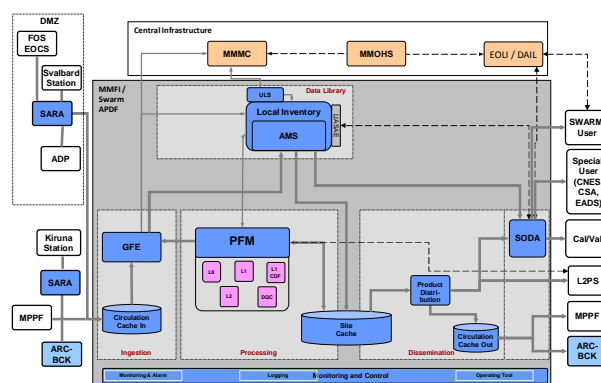 DMZ
FOS
EOCS
Svalbard
Station
SARA
ADP
Kiruna
Station
SARA
MPPF
ARC-
BCK
Central Infrastructure
MMMC
MMOHS
EOLI / DAIL
MMFI /
Swarm
APDF
ULS
Data Library
Local Inventory
AMS
UASAE
GFE
Circulation
Cache In
Ingestion
PFM
L0
L1
L1
CDF
L2
DQC
Processing
Site
Cache
Product
Distri-
bution
Circulation
Cache Out
Dissemination
SODA
SWARM
User
Special
User
(CNES,
CSA,
EADS)
Cal/Val
L2PS
MPPF
ARC-
BCK
Monitoring & Alarm
Logging
Monitoring and Control
Operating Tool